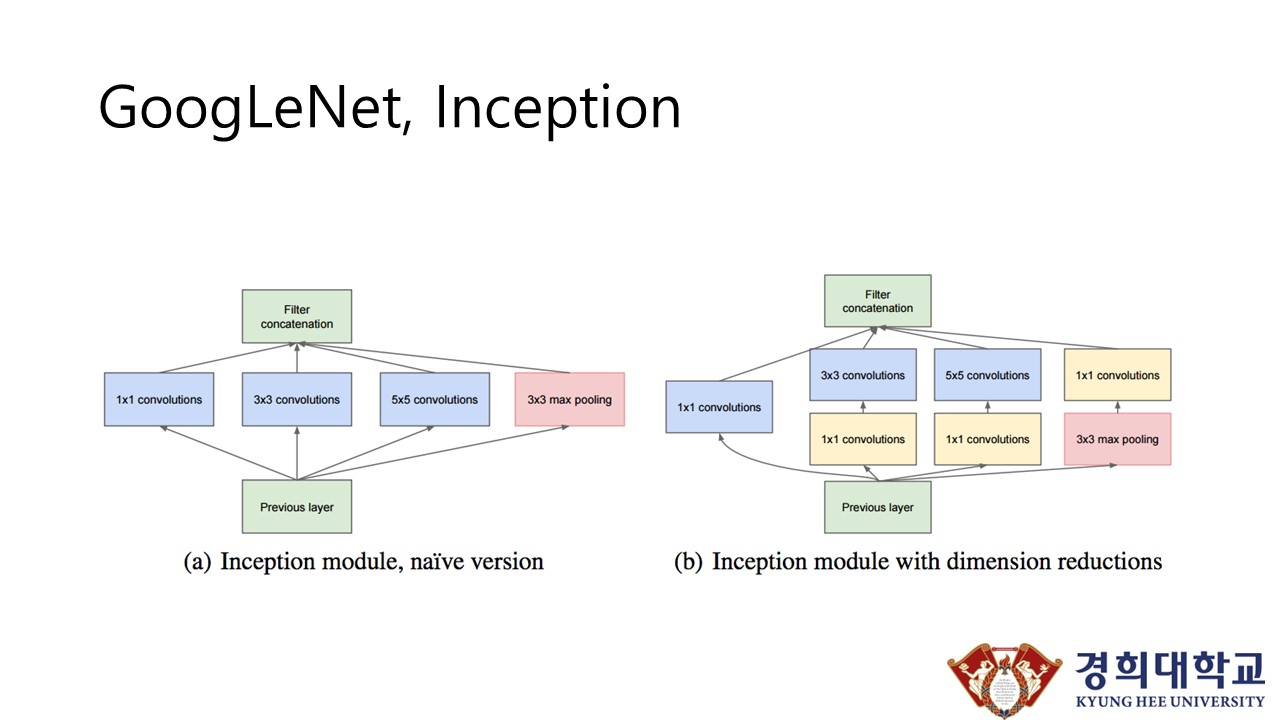 GoogLeNet, Inception
Filter
concatenation
1x1 convolutions
3x3 convolutions
5x5 convolutions
3x3 max pooling
Previous layer
(a) Inception module, naïve version
Filter
concatenation
3x3 convolutions
5x5 convolutions
1x1 convolutions
1x1 convolutions
1x1 convolutions
1x1 convolutions
3x3 max pooling
Previous layer
(b) Inception module with dimension reductions
경희대학교
KYUNG HEE UNIVERSITY